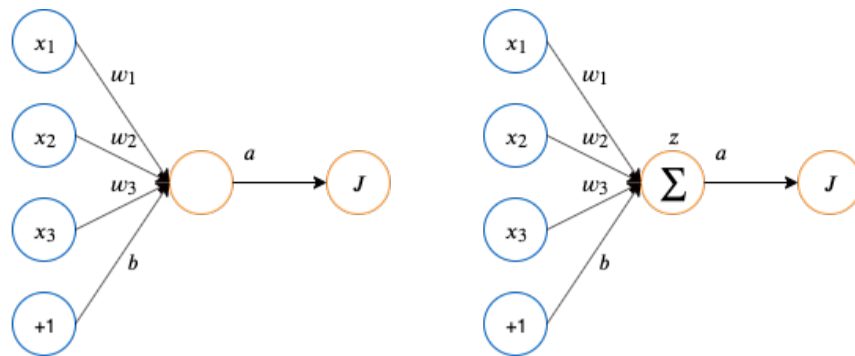 x₁
w₁
x₂
w₂
a
w₃
J
x₃
b
+1
x₁
w₁
x₂
w₂
z
a
w₃
∑
J
x₃
b
+1